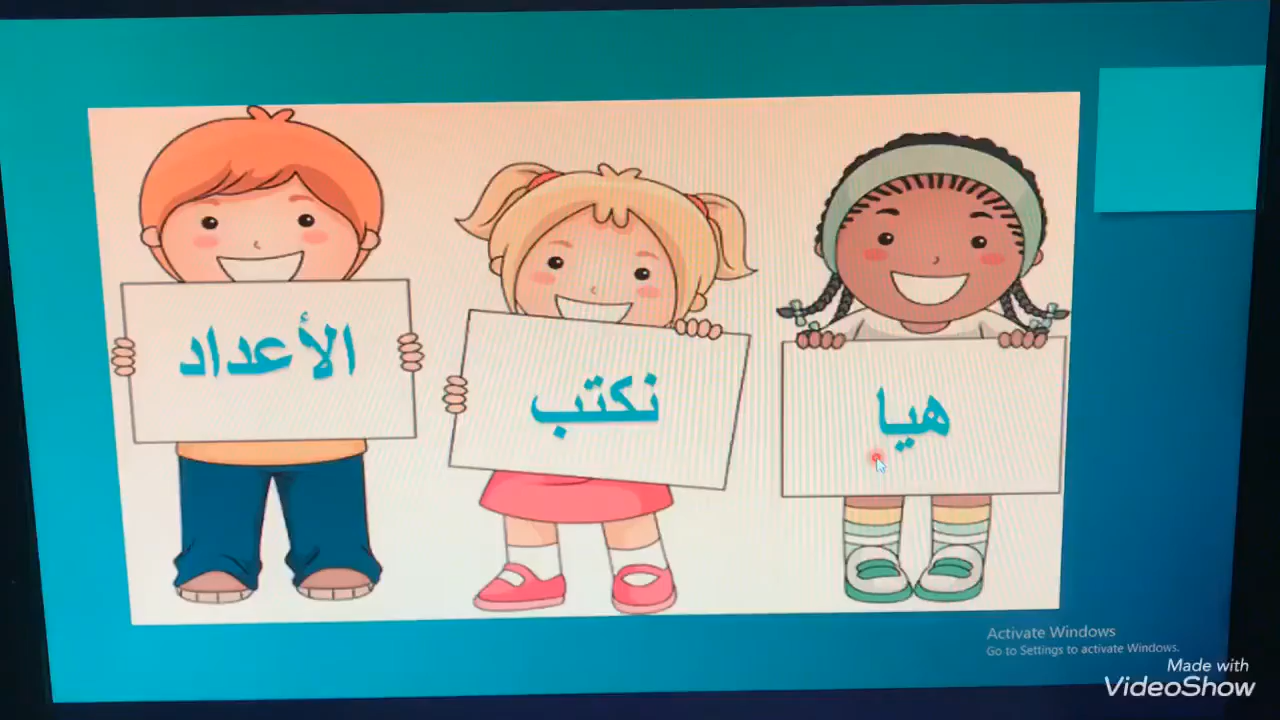 هيا
نكتب
الأعداد
Activate Windows
Go to Settings to activate Windows.
Made with
VideoShow